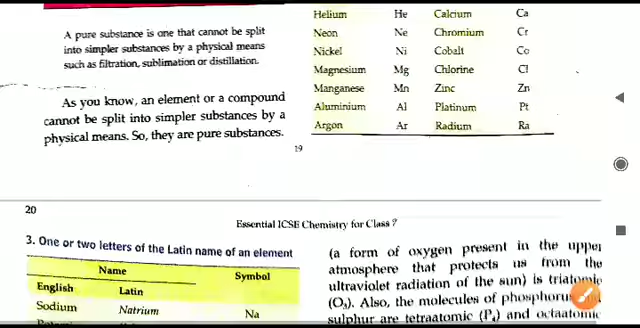 A pure substance is one that cannot be split
into simpler substances by a physical means
such as filtration, sublimation or distillation.
As you know, an element or a compound
cannot be split into simpler substances by a
physical means. So, they are pure substances.
Helium He Calcium Ca
Neon Ne Chromium Cr
Nickel Ni Cobalt Co
Magnesium Mg Chlorine Cl
Manganese Mn Zinc Zn
Aluminium Al Platinum Pt
Argon Ar Radium Ra
19
20
Essential ICSE Chemistry for Class 7
3. One or two letters of the Latin name of an element
Name Symbol
English Latin
Sodium Natrium Na
(a form of oxygen present in the upper
atmosphere that protects us from the
ultraviolet radiation of the sun) is triatomic
(O₃). Also, the molecules of phosphorus
sulphur are tetraatomic (P₄) and octaatomic